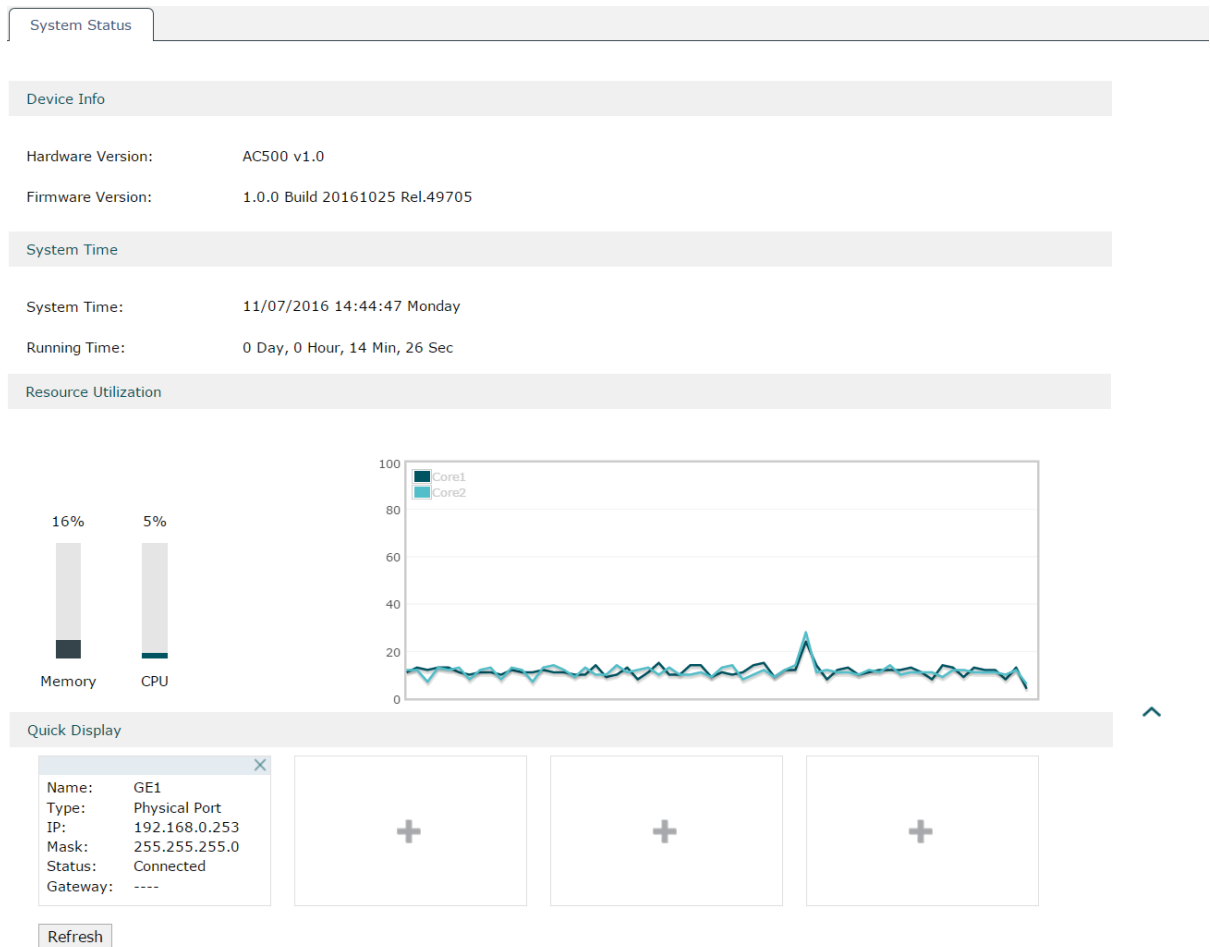 System Status
Device Info
Hardware Version: AC500 v1.0
Firmware Version: 1.0.0 Build 20161025 Rel.49705
System Time
System Time: 11/07/2016 14:44:47 Monday
Running Time: 0 Day, 0 Hour, 14 Min, 26 Sec
Resource Utilization
16% 5%
Memory CPU
100
80
60
40
20
0
Core1
Core2
Quick Display
Name: GE1
Type: Physical Port
IP: 192.168.0.253
Mask: 255.255.255.0
Status: Connected
Gateway: ----
Refresh